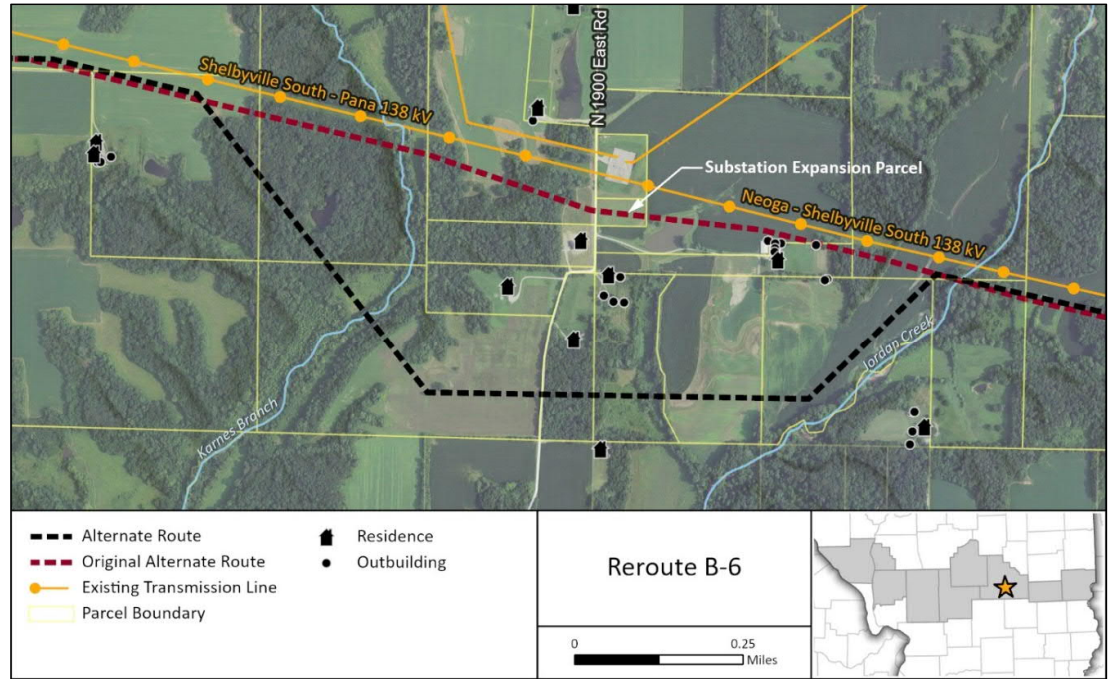 Shelbyville South - Pana 138 kV
N 1900 East Rd
Substation Expansion Parcel
Neoga - Shelbyville South 138 kV
Karnes Branch
Jordan Creek
Alternate Route
Original Alternate Route
Existing Transmission Line
Parcel Boundary
Residence
Outbuilding
Reroute B-6
0 0.25
Miles